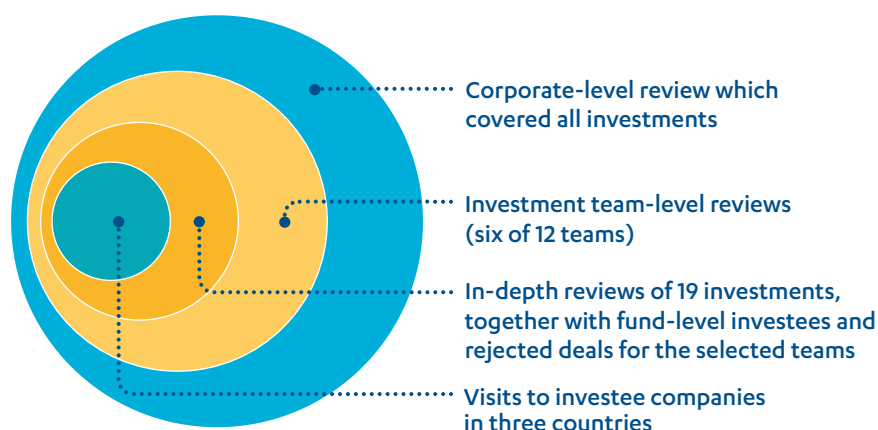 Corporate-level review which
covered all investments
Investment team-level reviews
(six of 12 teams)
In-depth reviews of 19 investments,
together with fund-level investees and
rejected deals for the selected teams
Visits to investee companies
in three countries